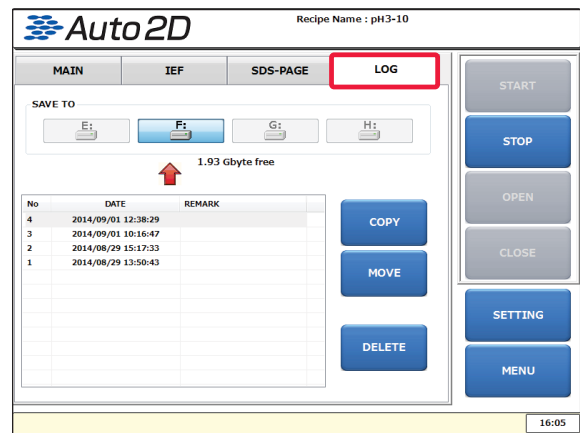 Auto2D
Recipe Name : pH3-10
MAIN
IEF
SDS-PAGE
LOG
SAVE TO
E:
F:
G:
H:
1.93 Gbyte free
No DATE REMARK
4 2014/09/01 12:38:29
3 2014/09/01 10:16:47
2 2014/08/29 15:17:33
1 2014/08/29 13:50:43
COPY
MOVE
DELETE
START
STOP
OPEN
CLOSE
SETTING
MENU
16:05